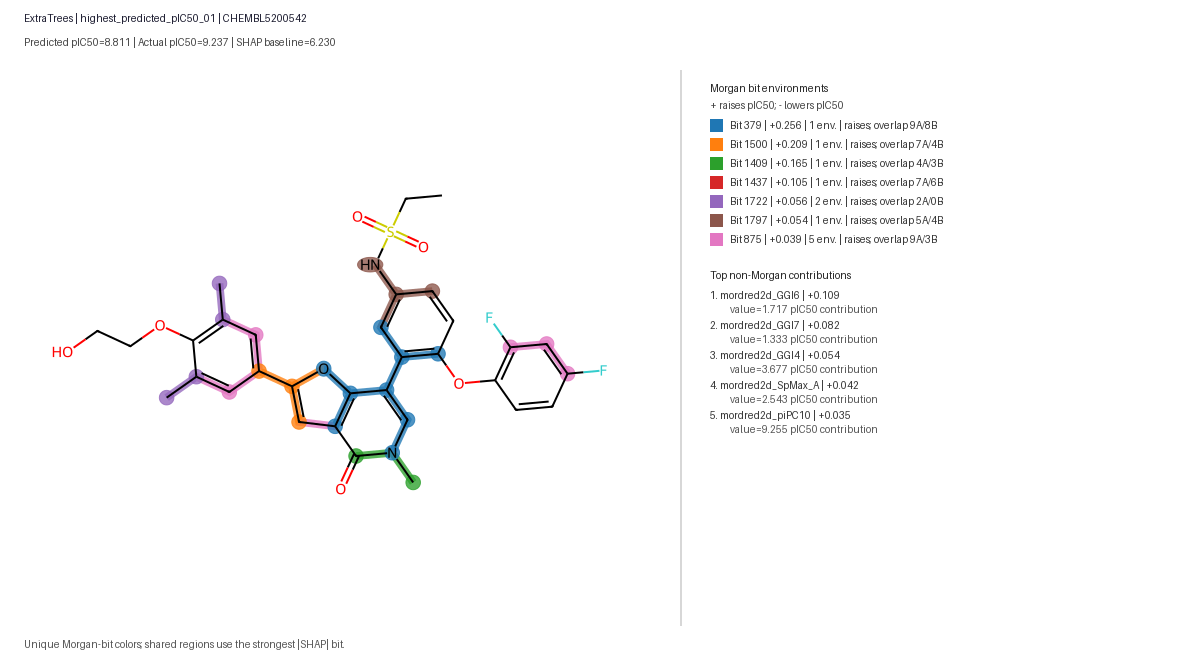 ExtraTrees | highest_predicted_pIC50_01 | CHEMBL5200542
Predicted pIC50=8.811 | Actual pIC50=9.237 | SHAP baseline=6.230
Morgan bit environments
+ raises pIC50; - lowers pIC50
Bit 379 | +0.256 | 1 env. | raises; overlap 9A/8B
Bit 1500 | +0.209 | 1 env. | raises; overlap 7A/4B
Bit 1409 | +0.165 | 1 env. | raises; overlap 4A/3B
Bit 1437 | +0.105 | 1 env. | raises; overlap 7A/6B
Bit 1722 | +0.056 | 2 env. | raises; overlap 2A/0B
Bit 1797 | +0.054 | 1 env. | raises; overlap 5A/4B
Bit 875 | +0.039 | 5 env. | raises; overlap 9A/3B
Top non-Morgan contributions
1. mordred2d_GGI6 | +0.109
value=1.717 pIC50 contribution
2. mordred2d_GGI7 | +0.082
value=1.333 pIC50 contribution
3. mordred2d_GGI4 | +0.054
value=3.677 pIC50 contribution
4. mordred2d_SpMax_A | +0.042
value=2.543 pIC50 contribution
5. mordred2d_piPC10 | +0.035
value=9.255 pIC50 contribution
O
S
O
HN
F
O
HO
O
F
O
N
O
Unique Morgan-bit colors; shared regions use the strongest |SHAP| bit.